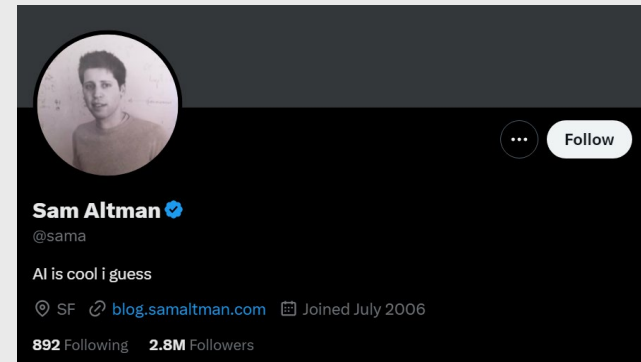 Follow
Sam Altman
@sama
AI is cool i guess
SF blog.samaltman.com Joined July 2006
892 Following 2.8M Followers